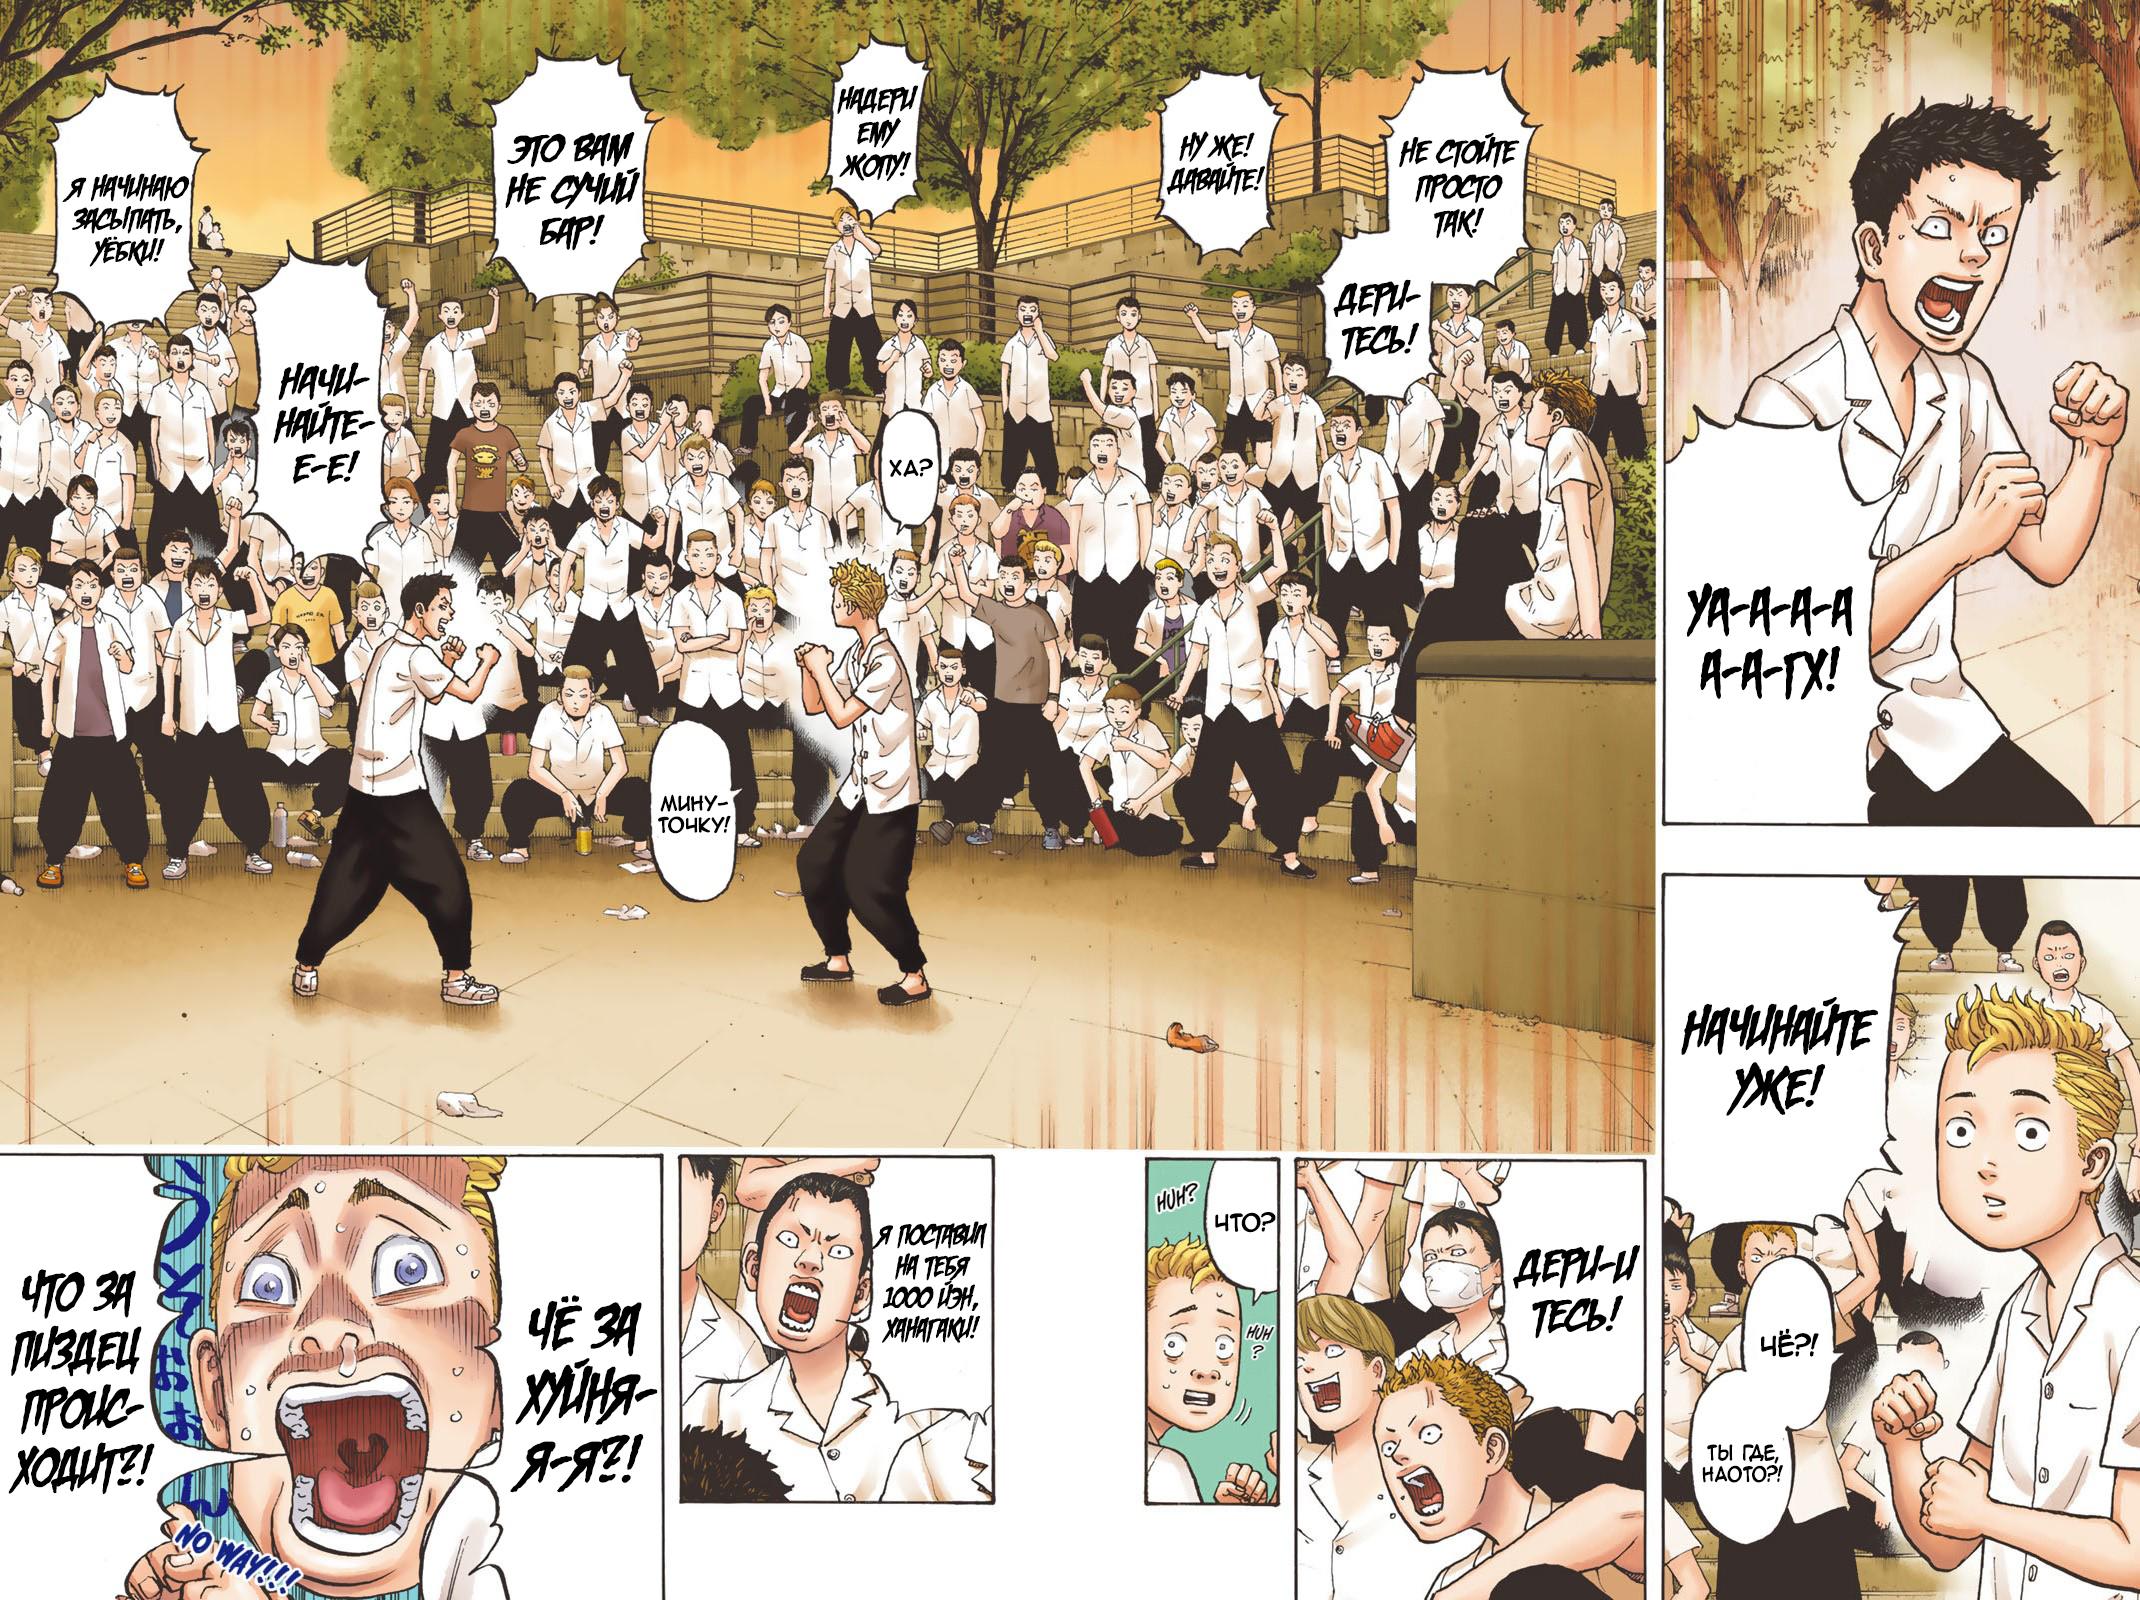 УА-А-А-А
А-А-ГХ!
НАЧИНАЙТЕ
УЖЕ!
ЧЁ?!
ТЫ ГДЕ,
НАОТО?!
НЕ СТОЙТЕ
ПРОСТО
ТАК!
ДЕРИ-
ТЕСЬ!
НУ ЖЕ!
ДАВАЙТЕ!
НАДЕРИ
ЕМУ
ЖОПУ!
ХА?
ЭТО ВАМ
НЕ СУЧИЙ
БАР!
МИНУ-
ТОЧКУ!
НАЧИ-
НАЙТЕ-
Е-Е!
Я НАЧИНАЮ
ЗАСЫПАТЬ,
УЁБКИ!
ДЕРИ-И
ТЕСЬ!
ЧТО?
HUH?
HUH
?
Я ПОСТАВИЛ
НА ТЕБЯ
1000 ЙЭН,
ХАНАГАКИ!
ЧЁ ЗА
ХУЙНЯ-
Я-Я?!
うそおおん
NO WAY!!!
ЧТО ЗА
ПИЗДЕЦ
ПРОИС-
ХОДИТ?!